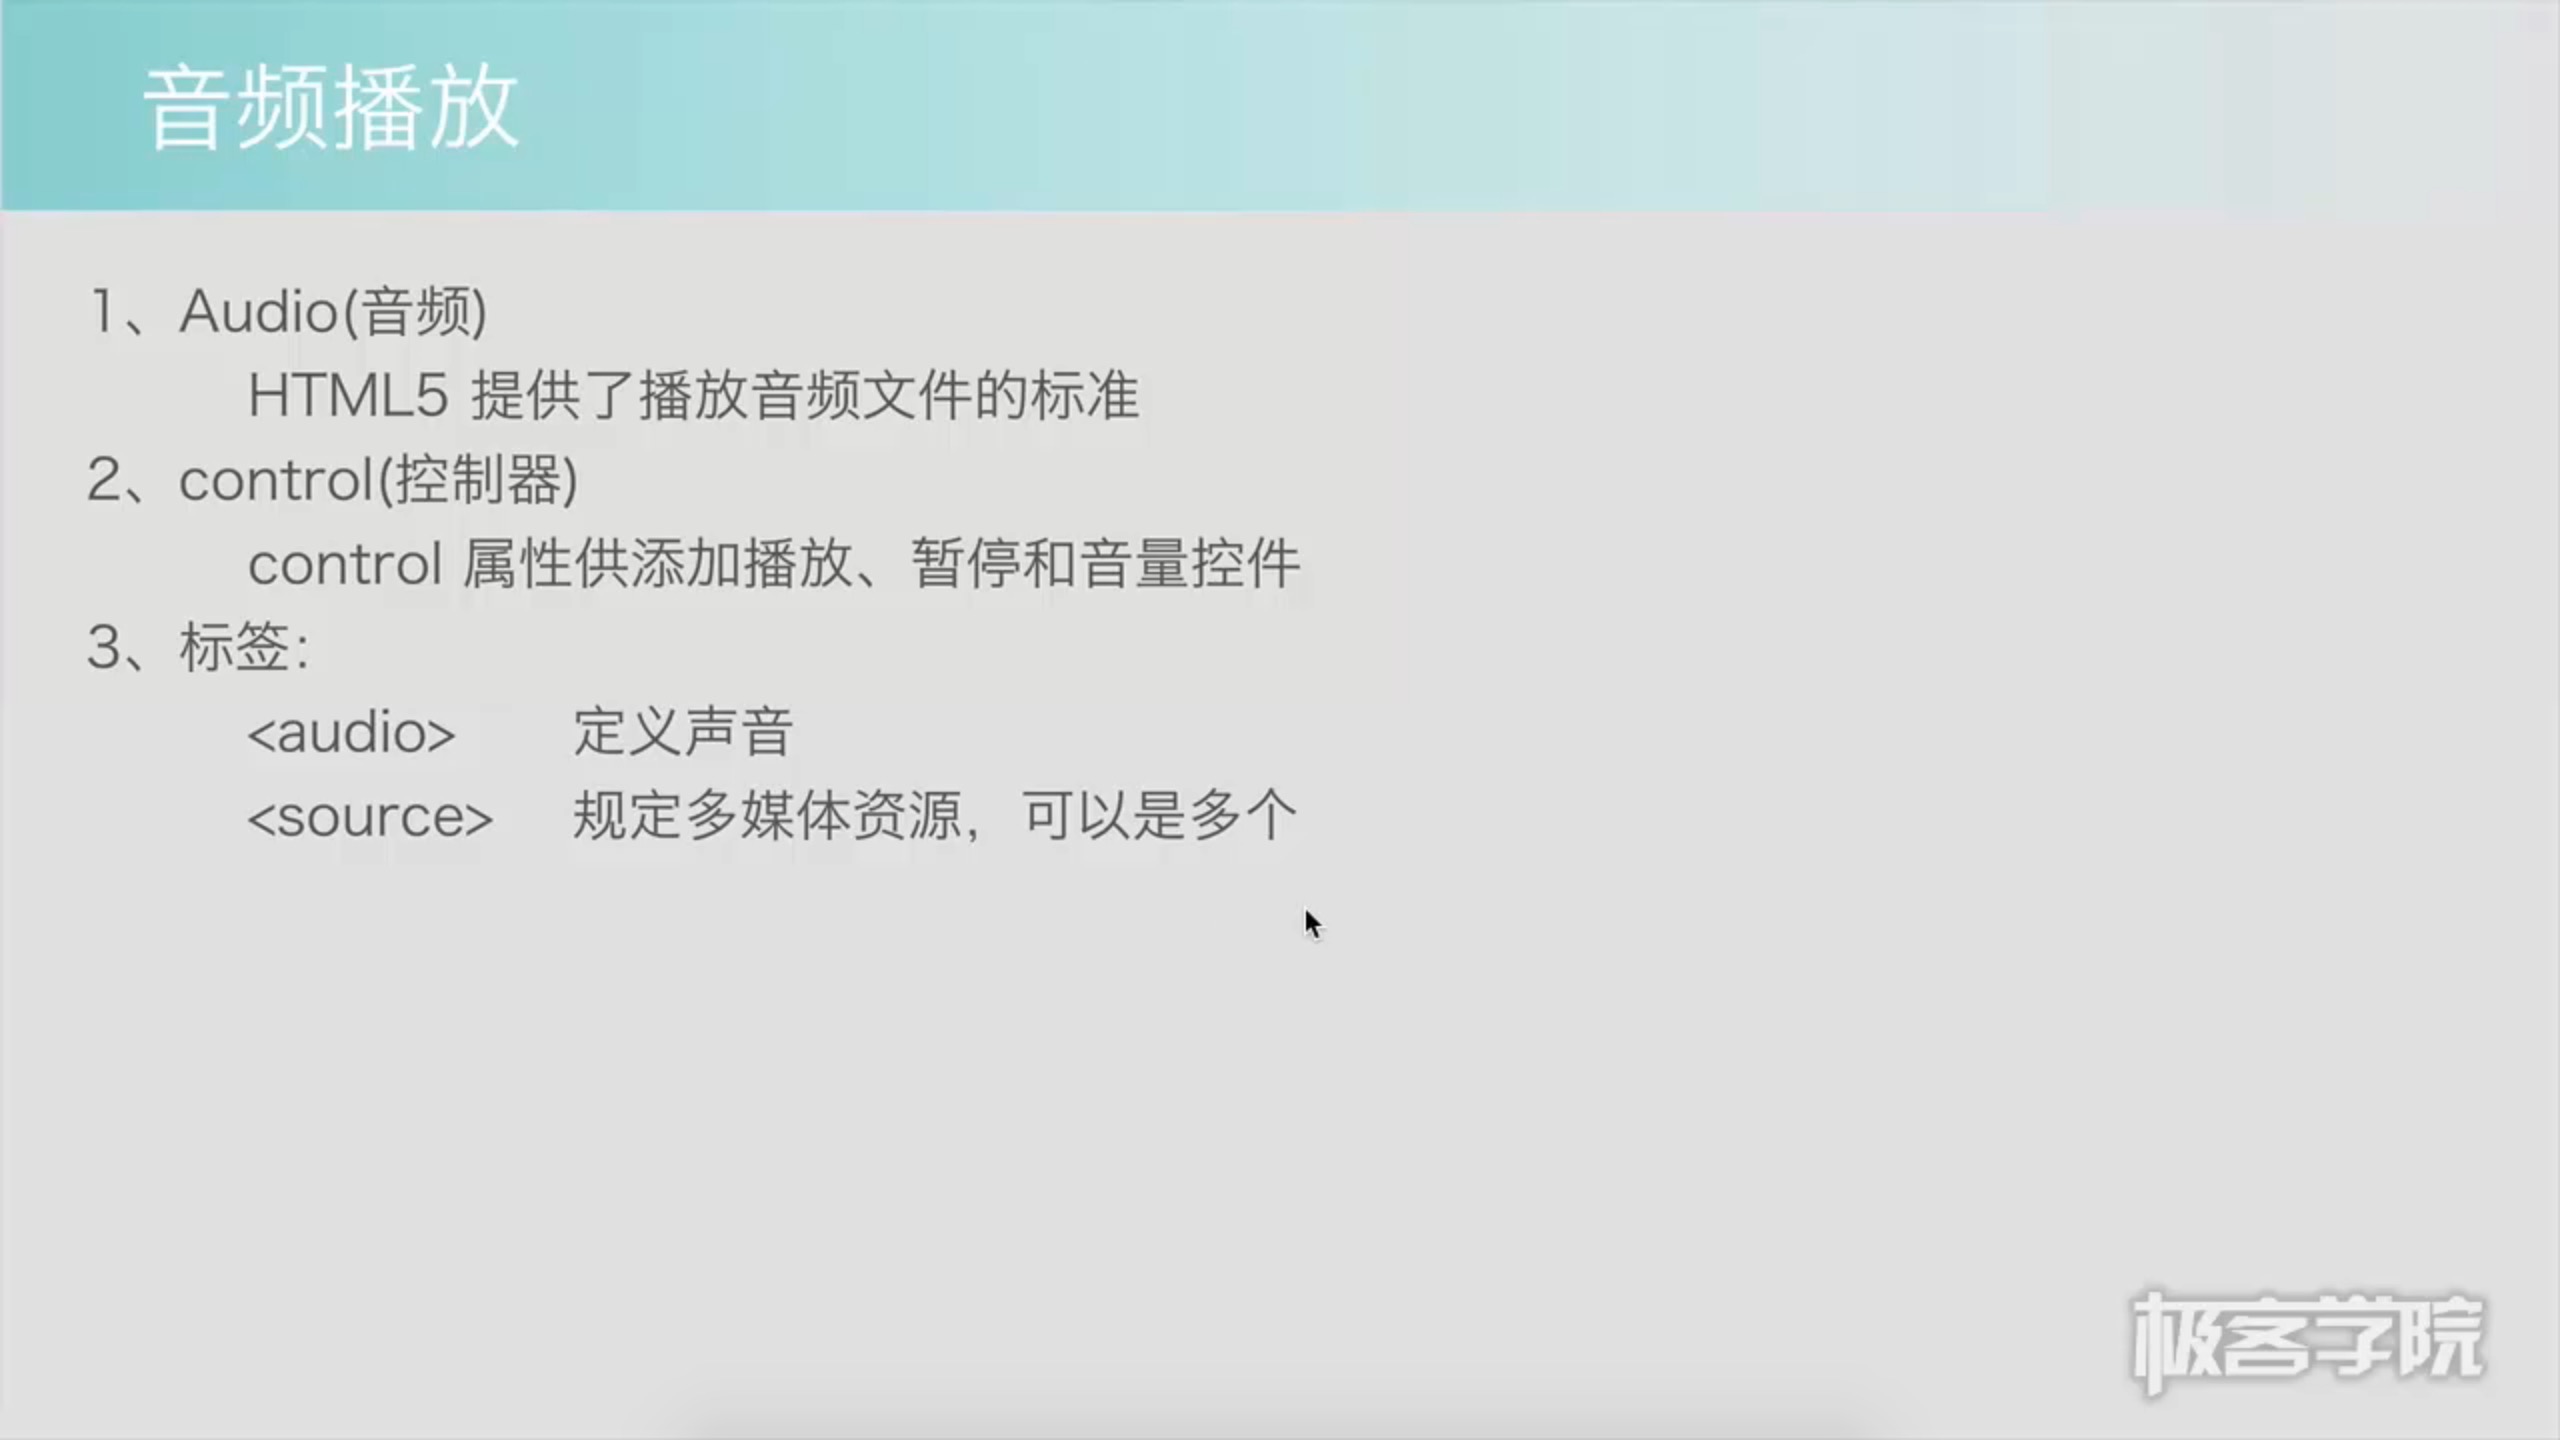 音频播放
1、Audio(音频)
HTML5 提供了播放音频文件的标准
2、control(控制器)
control 属性供添加播放、暂停和音量控件
3、标签：
<audio> 定义声音
<source> 规定多媒体资源，可以是多个
极客学院